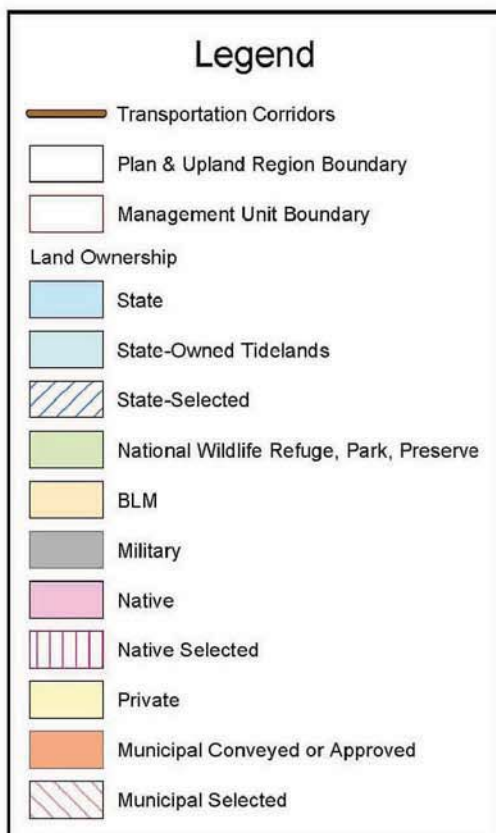 Legend
Transportation Corridors
Plan & Upland Region Boundary
Management Unit Boundary
Land Ownership
State
State-Owned Tidelands
State-Selected
National Wildlife Refuge, Park, Preserve
BLM
Military
Native
Native Selected
Private
Municipal Conveyed or Approved
Municipal Selected